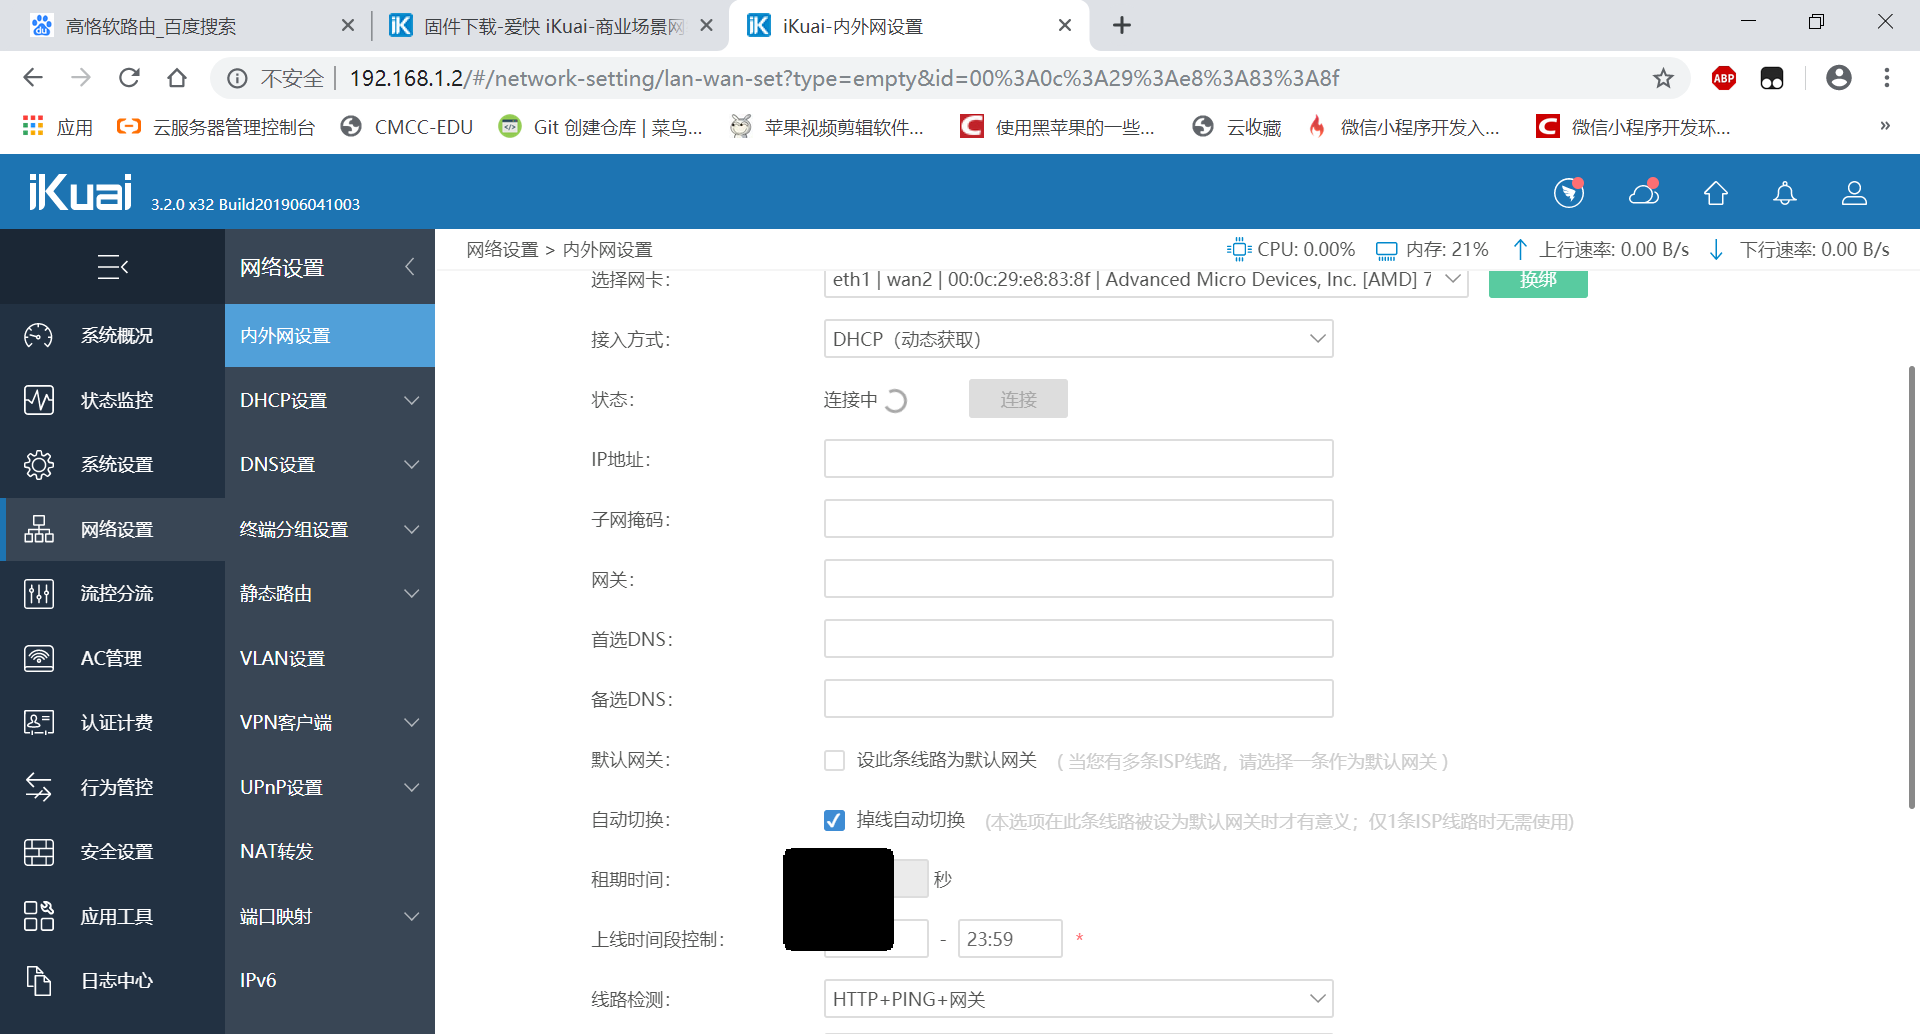 高恪软路由_百度搜索
固件下载-爱快 iKuai-商业场景网
iKuai-内外网设置
不安全
192.168.1.2/#/network-setting/lan-wan-set?type=empty&id=00%3A0c%3A29%3Ae8%3A83%3A8f
ABP
应用
云服务器管理控制台
CMCC-EDU
Git 创建仓库 | 菜鸟...
苹果视频剪辑软件...
使用黑苹果的一些...
云收藏
微信小程序开发入...
微信小程序开发环...
»
iKuai
3.2.0 x32 Build201906041003
网络设置
网络设置 > 内外网设置
CPU: 0.00%
内存: 21%
上行速率: 0.00 B/s
下行速率: 0.00 B/s
系统概况
状态监控
系统设置
网络设置
流控分流
AC管理
认证计费
行为管控
安全设置
应用工具
日志中心
内外网设置
DHCP设置
DNS设置
终端分组设置
静态路由
VLAN设置
VPN客户端
UPnP设置
NAT转发
端口映射
IPv6
选择网卡: eth1 | wan2 | 00:0c:29:e8:83:8f | Advanced Micro Devices, Inc. [AMD] 7 换绑
接入方式: DHCP（动态获取）
状态: 连接中 连接
IP地址:
子网掩码:
网关:
首选DNS:
备选DNS:
默认网关: 设此条线路为默认网关 （当您有多条ISP线路，请选择一条作为默认网关）
自动切换: 掉线自动切换 (本选项在此条线路被设为默认网关时才有意义；仅1条ISP线路时无需使用)
租期时间: 秒
上线时间段控制: - 23:59 *
线路检测: HTTP+PING+网关